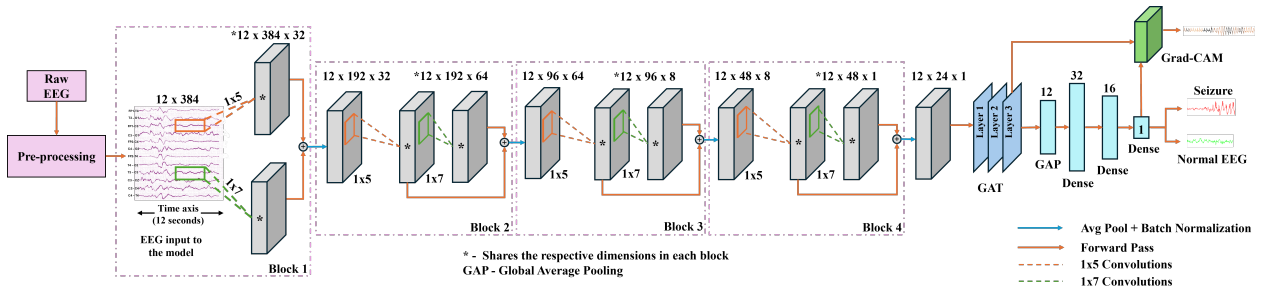 Raw
EEG
Pre-processing
12 x 384
1x5
1x7
Time axis
(12 seconds)
EEG input to
the model
*12 x 384 x 32
*
*
Block 1
12 x 192 x 32
*12 x 192 x 64
1x5
*
1x7
Block 2
12 x 96 x 64
*12 x 96 x 8
1x5
*
1x7
Block 3
12 x 48 x 8
*12 x 48 x 1
1x5
*
1x7
Block 4
12 x 24 x 1
Layer 1
Layer 2
Layer 3
GAT
12
GAP
32
Dense
16
Dense
1
Dense
Grad-CAM
Seizure
Normal EEG
* - Shares the respective dimensions in each block
GAP - Global Average Pooling
Avg Pool + Batch Normalization
Forward Pass
1x5 Convolutions
1x7 Convolutions